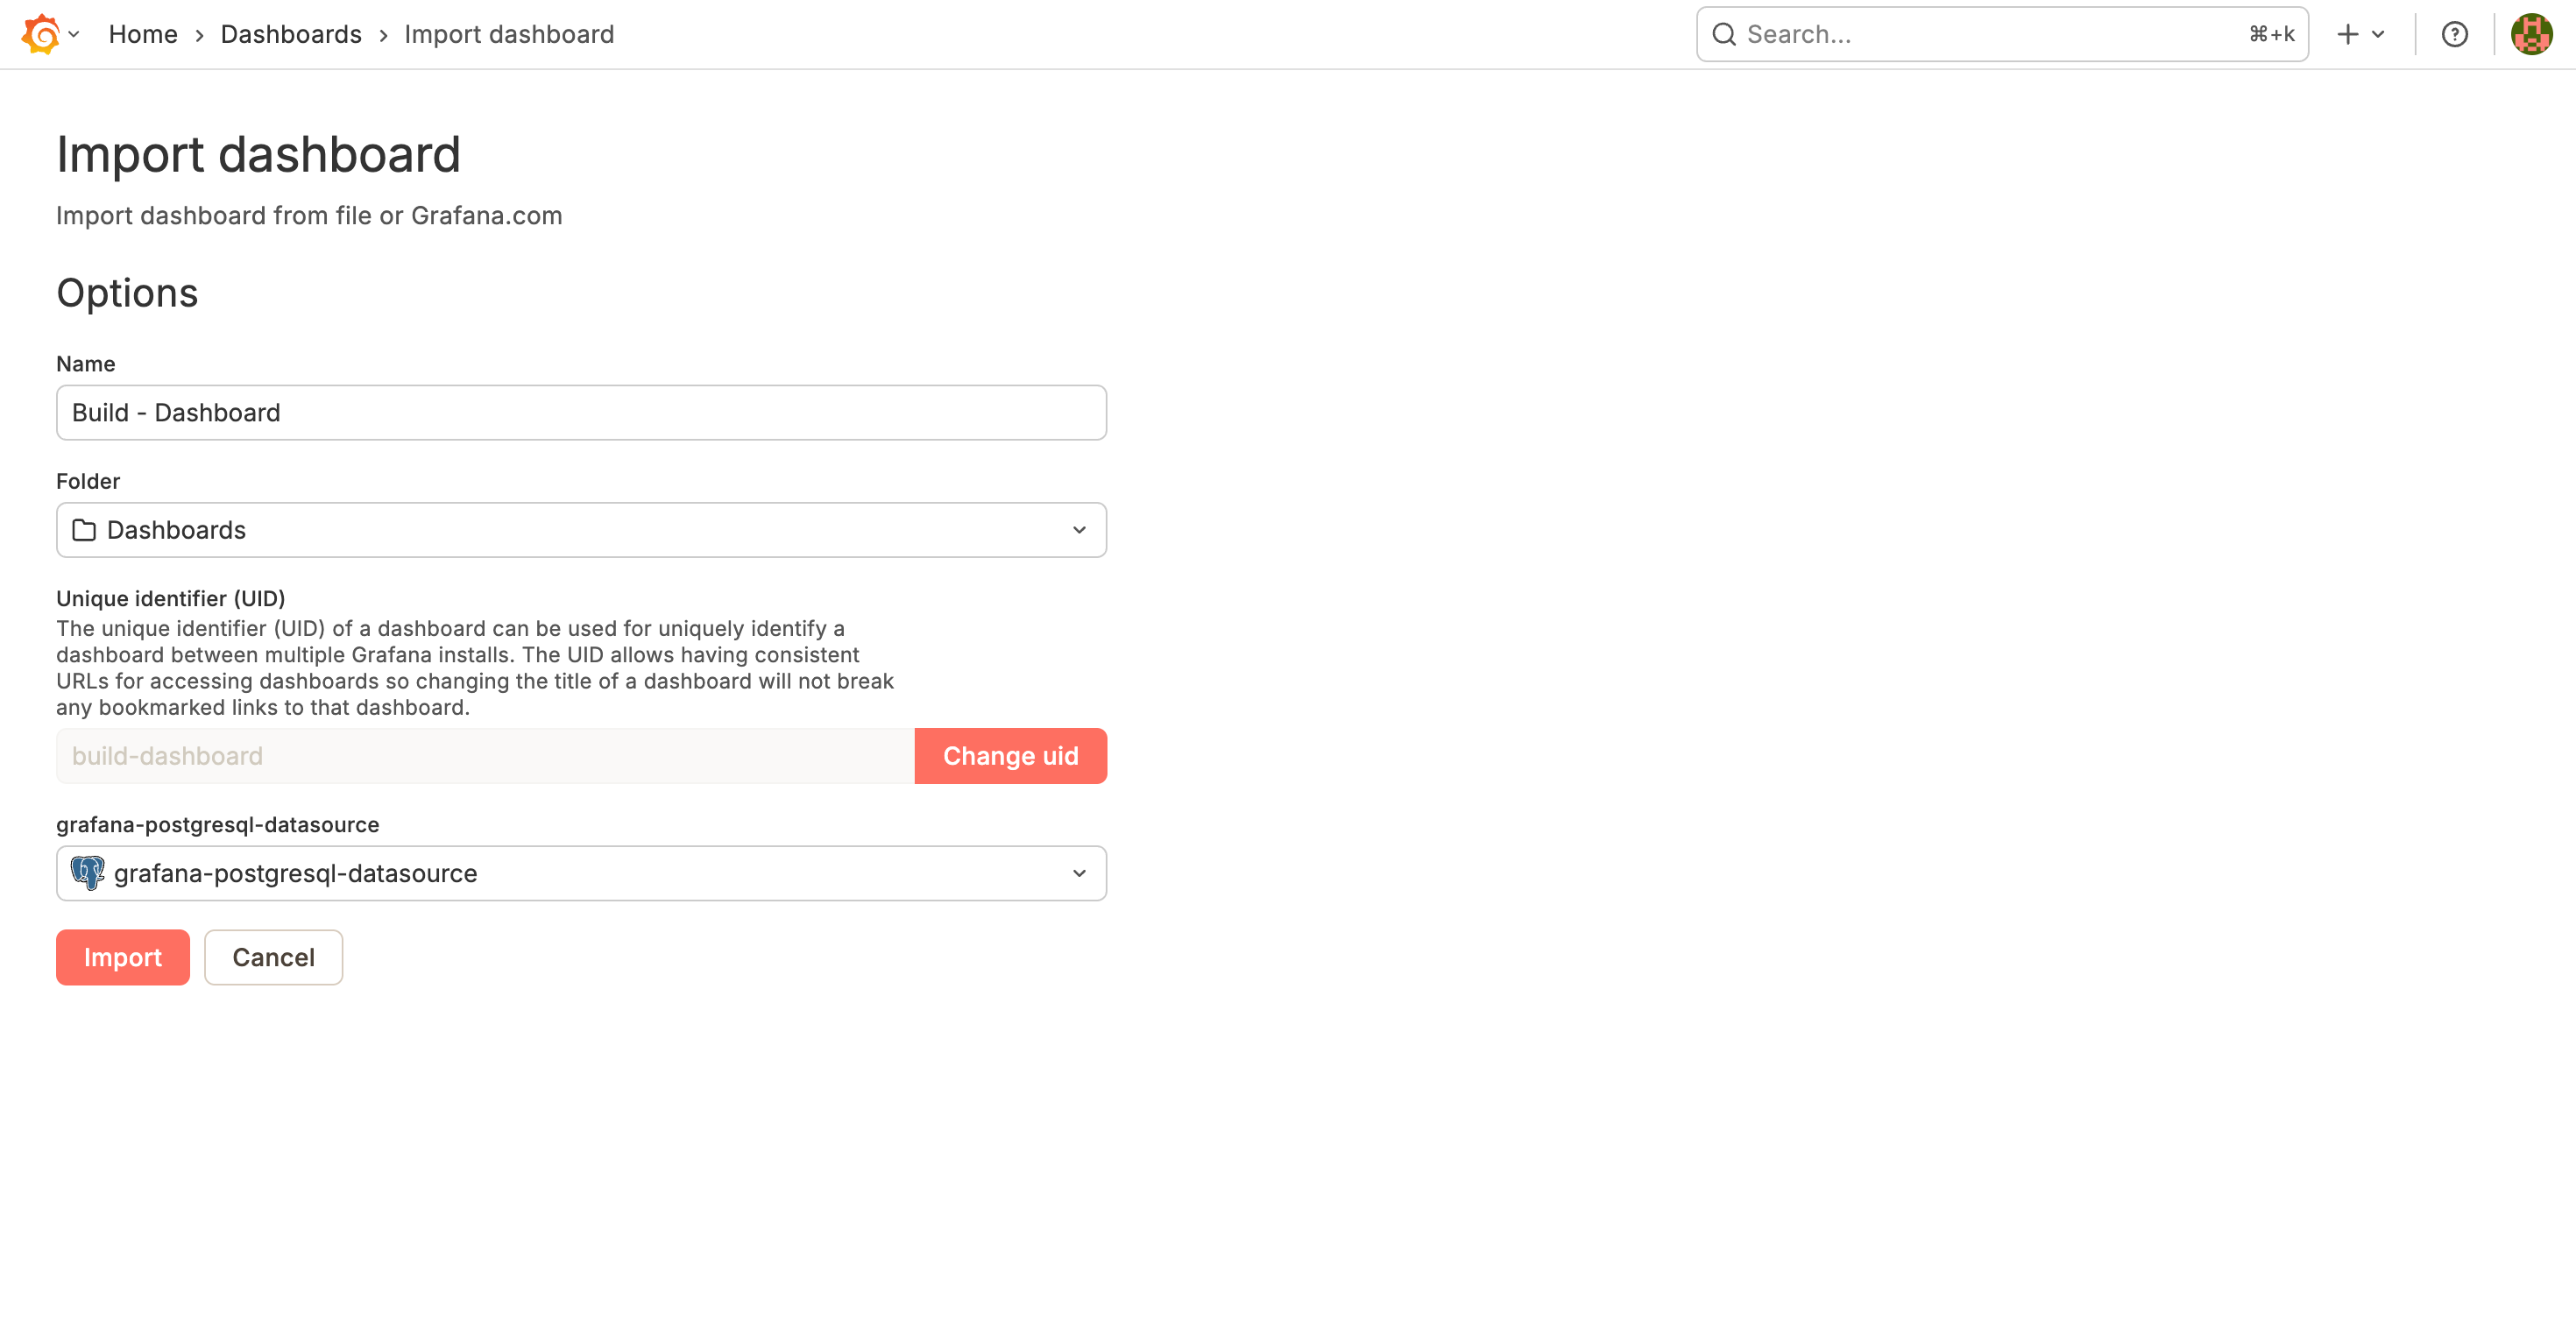 Home › Dashboards › Import dashboard
Search...
⌘+k
Import dashboard
Import dashboard from file or Grafana.com
Options
Name
Build - Dashboard
Folder
Dashboards
Unique identifier (UID)
The unique identifier (UID) of a dashboard can be used for uniquely identify a
dashboard between multiple Grafana installs. The UID allows having consistent
URLs for accessing dashboards so changing the title of a dashboard will not break
any bookmarked links to that dashboard.
build-dashboard
Change uid
grafana-postgresql-datasource
grafana-postgresql-datasource
Import
Cancel